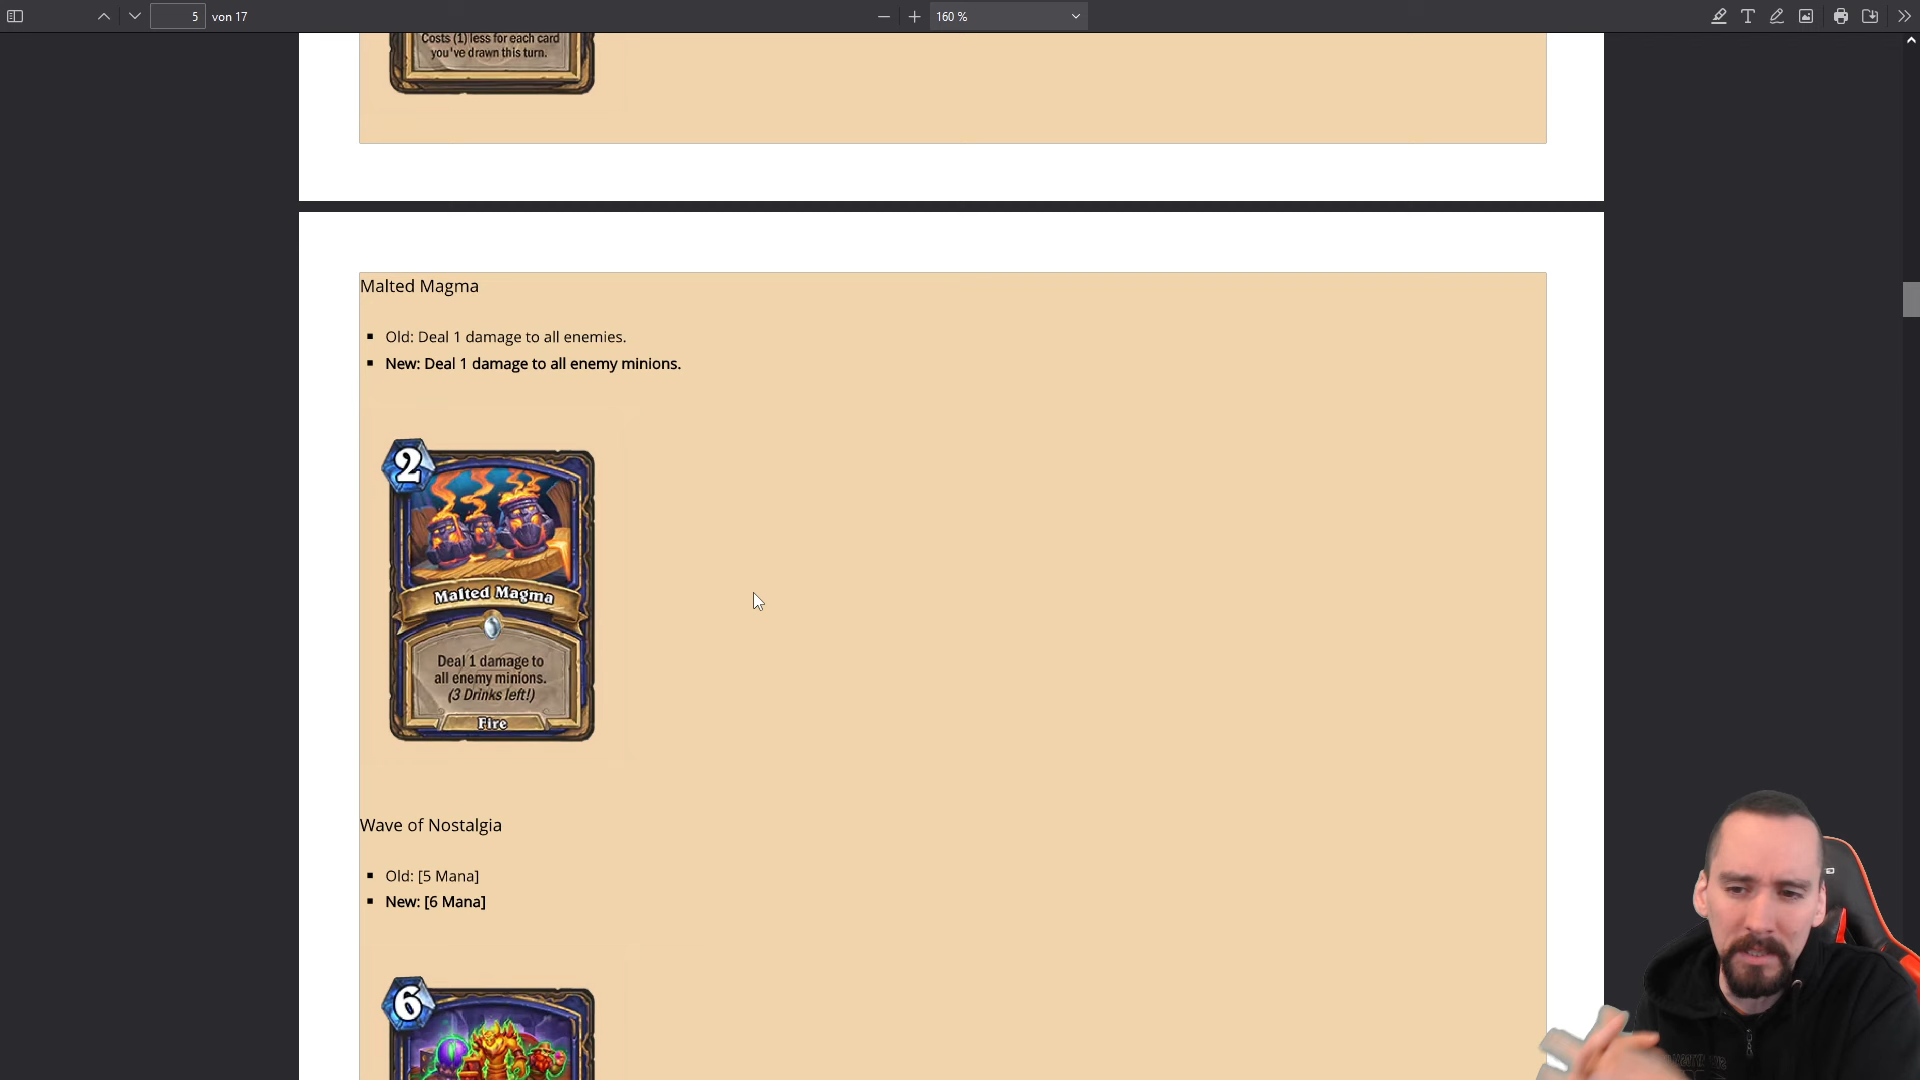 5 von 17
160 %
Costs (1) less for each card
you've drawn this turn.
Malted Magma
Old: Deal 1 damage to all enemies.
New: Deal 1 damage to all enemy minions.
2
Malted Magma
Deal 1 damage to
all enemy minions.
(3 Drinks left!)
Fire
Wave of Nostalgia
Old: [5 Mana]
New: [6 Mana]
6